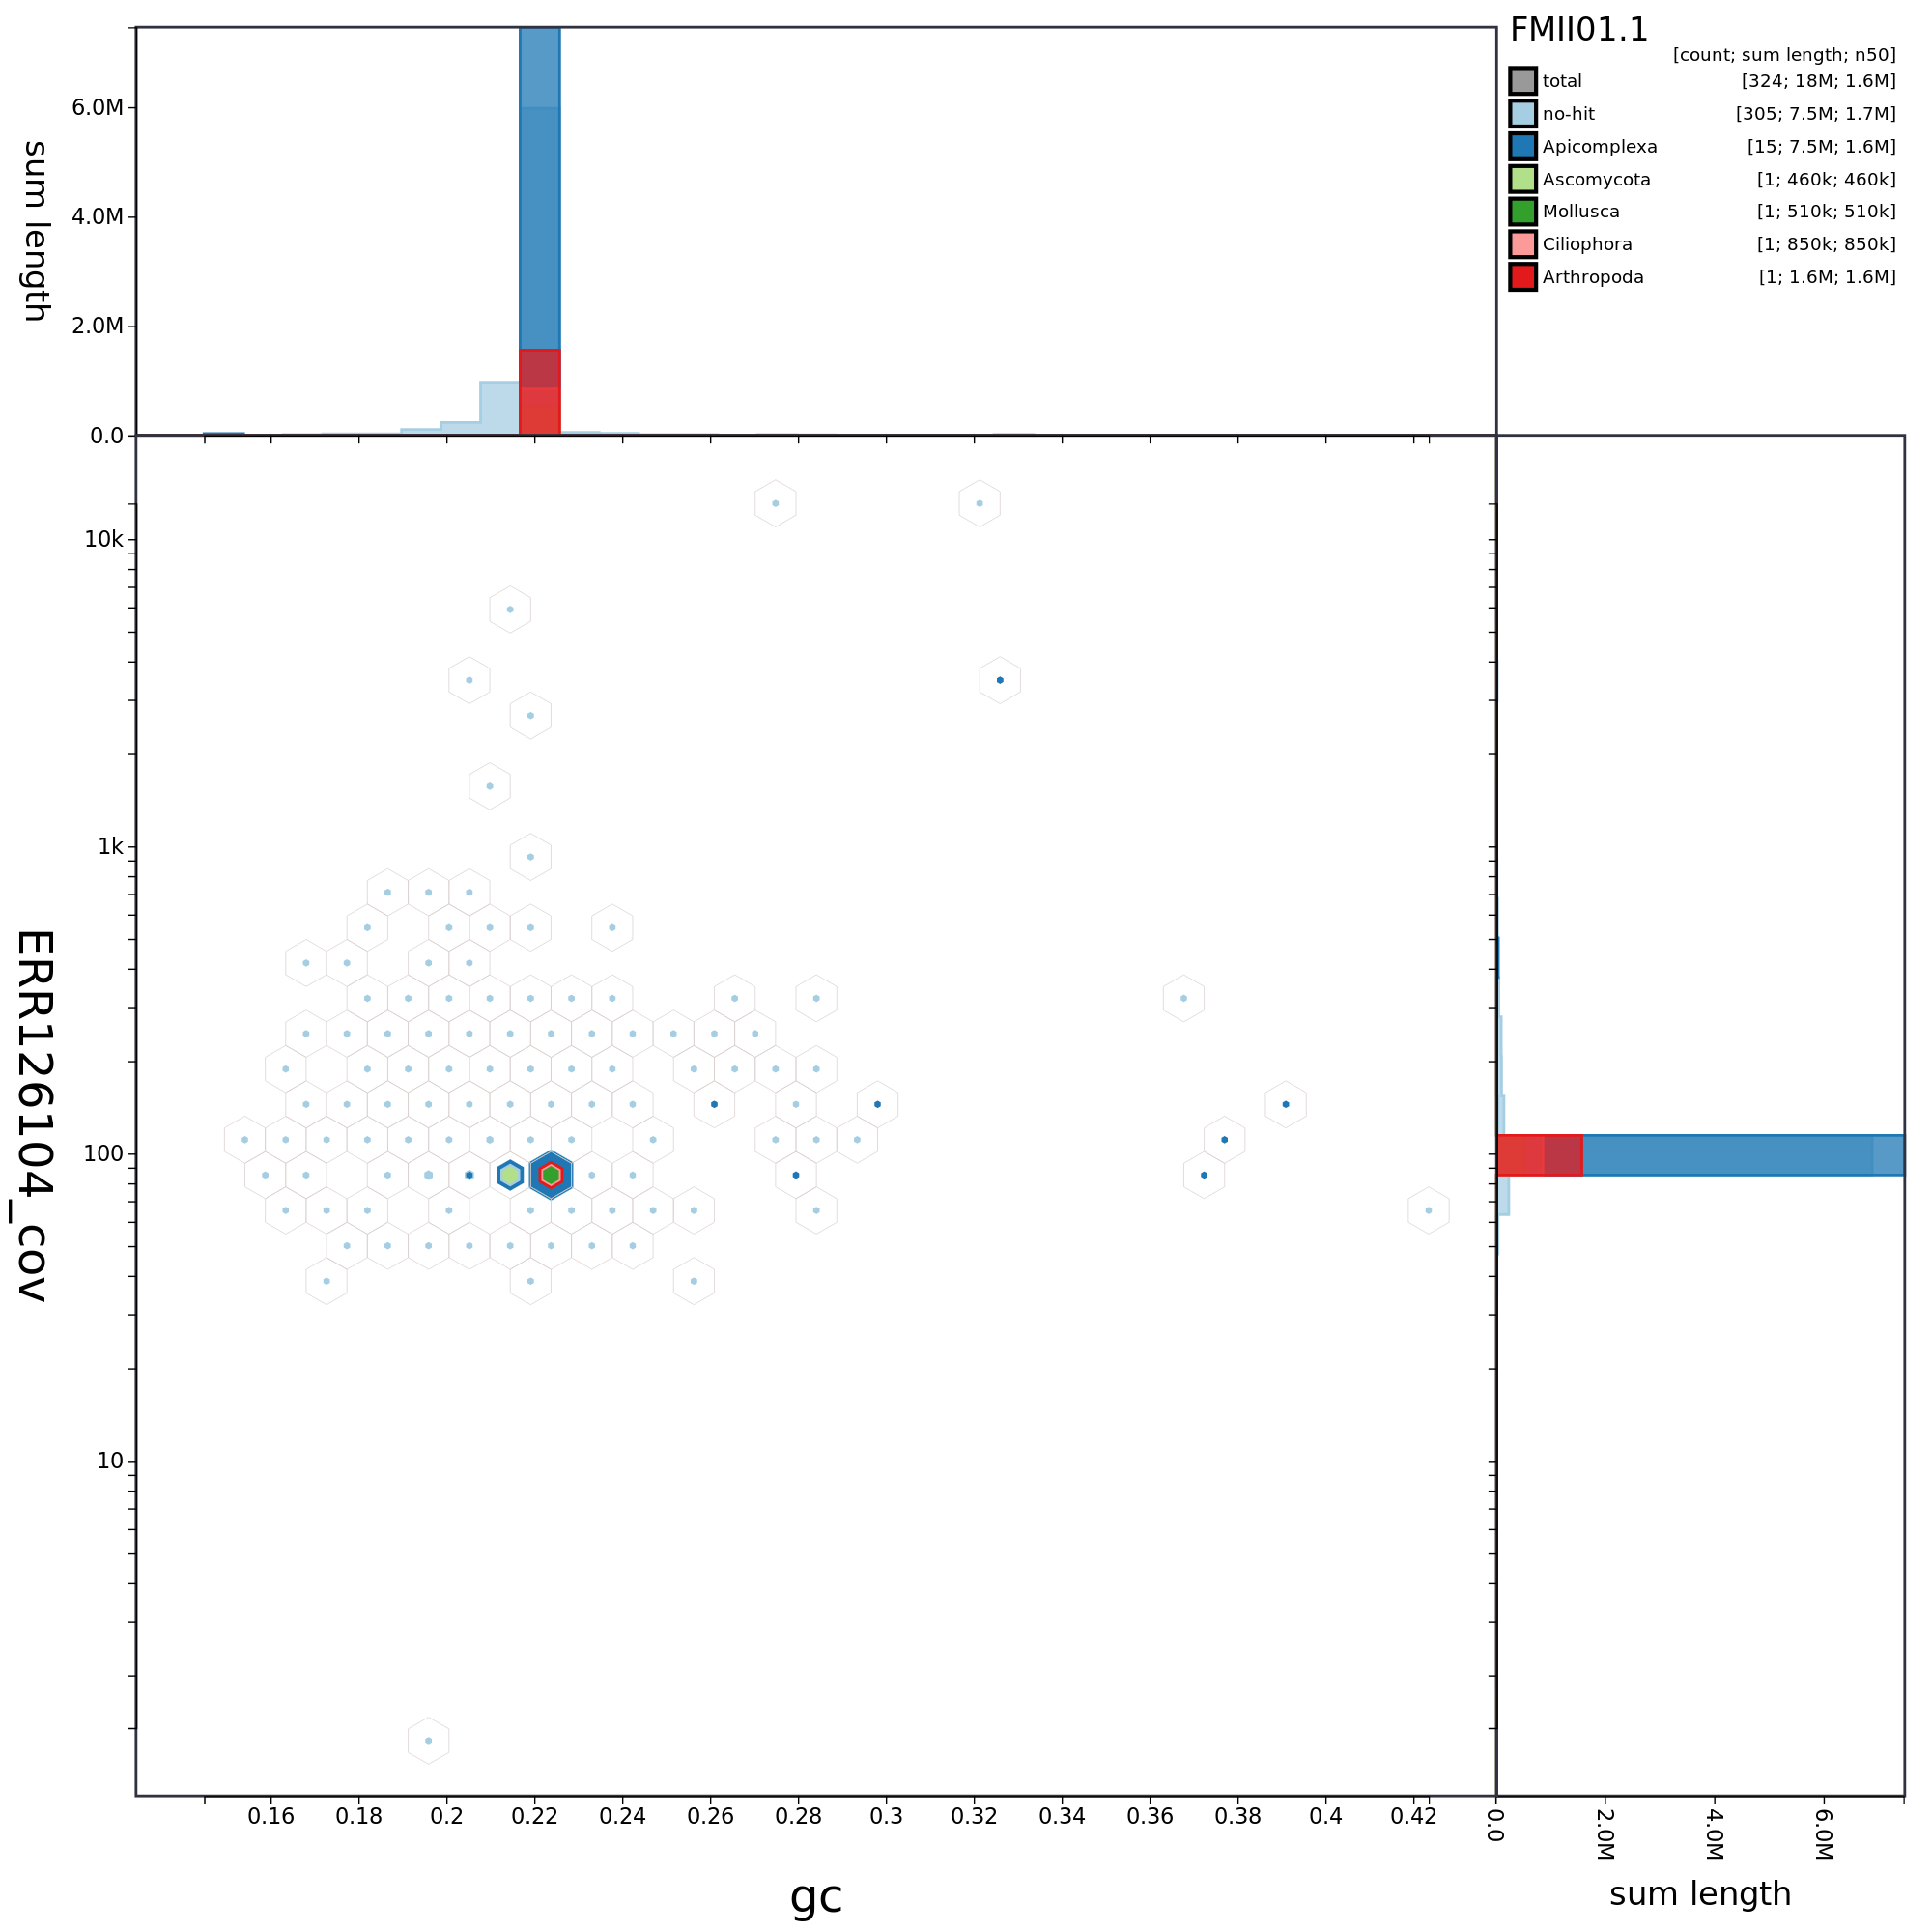 FMII01.1
[count; sum length; n50]
total [324; 18M; 1.6M]
no-hit [305; 7.5M; 1.7M]
Apicomplexa [15; 7.5M; 1.6M]
Ascomycota [1; 460k; 460k]
Mollusca [1; 510k; 510k]
Ciliophora [1; 850k; 850k]
Arthropoda [1; 1.6M; 1.6M]
sum length
6.0M
4.0M
2.0M
0.0
ERR126104_cov
10k
1k
100
10
0.16 0.18 0.2 0.22 0.24 0.26 0.28 0.3 0.32 0.34 0.36 0.38 0.4 0.42
gc
0.0 2.0M 4.0M 6.0M
sum length